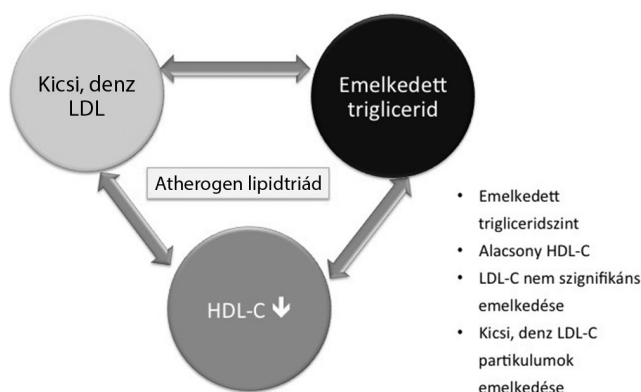 Kicsi, denz
LDL
Emelkedett
triglicerid
Atherogen lipidtriád
HDL-C ↓
• Emelkedett
trigliceridszint
• Alacsony HDL-C
• LDL-C nem szignifikáns
emelkedése
• Kicsi, denz LDL-C
partikulumok
emelkedése